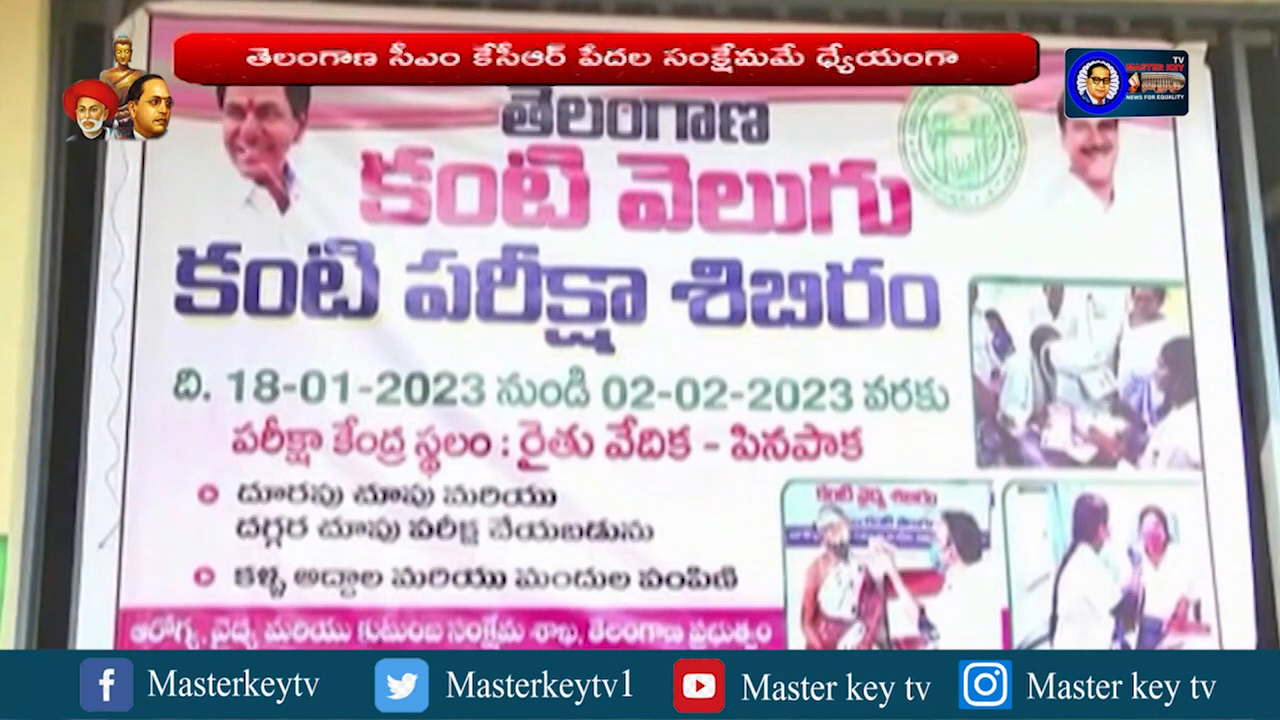 తెలంగాణ సీఎం కేసీఆర్ పేదల సంక్షేమమే ధ్యేయంగా
TV
MASTER KEY
NEWS FOR EQUALITY
తెలంగాణ
కంటి వెలుగు
కంటి పరీక్షా శిబిరం
ది. 18-01-2023 నుండి 02-02-2023 వరకు
పరీక్షా కేంద్ర స్థలం : రైతు వేదిక - పినపాక
దూరపు చూపు మరియు
దగ్గర చూపు పరీక్ష చేయబడును
కళ్ళ అద్దాల మరియు మందుల పంపిణి
ఆరోగ్య, వైద్య మరియు కుటుంబ సంక్షేమ శాఖ, తెలంగాణ ప్రభుత్వం
Masterkeytv
Masterkeytv1
Master key tv
Master key tv